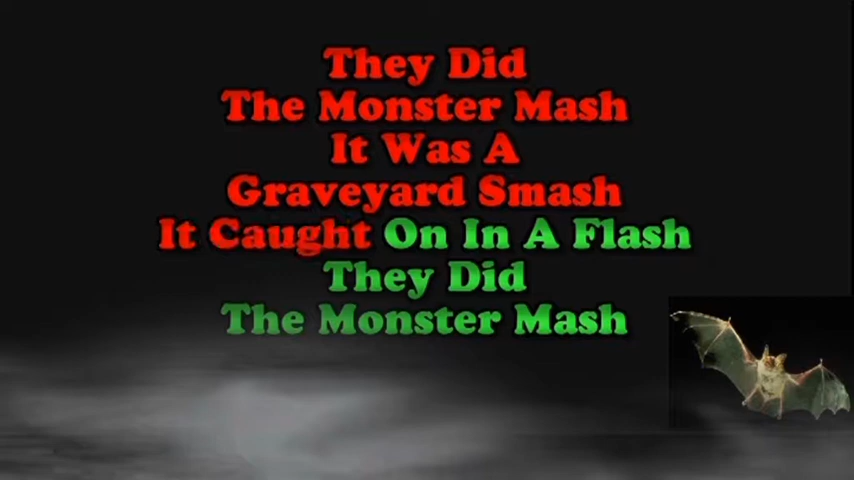 They Did
The Monster Mash
It Was A
Graveyard Smash
It Caught On In A Flash
They Did
The Monster Mash